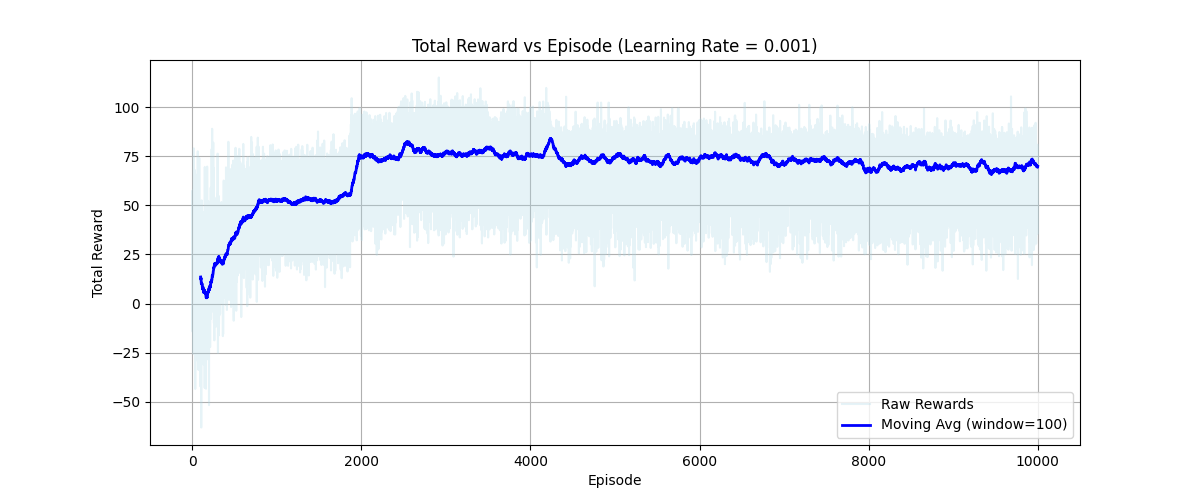 Total Reward vs Episode (Learning Rate = 0.001)
Total Reward
100
75
50
25
0
−25
−50
0 2000 4000 6000 8000 10000
Episode
Raw Rewards
Moving Avg (window=100)